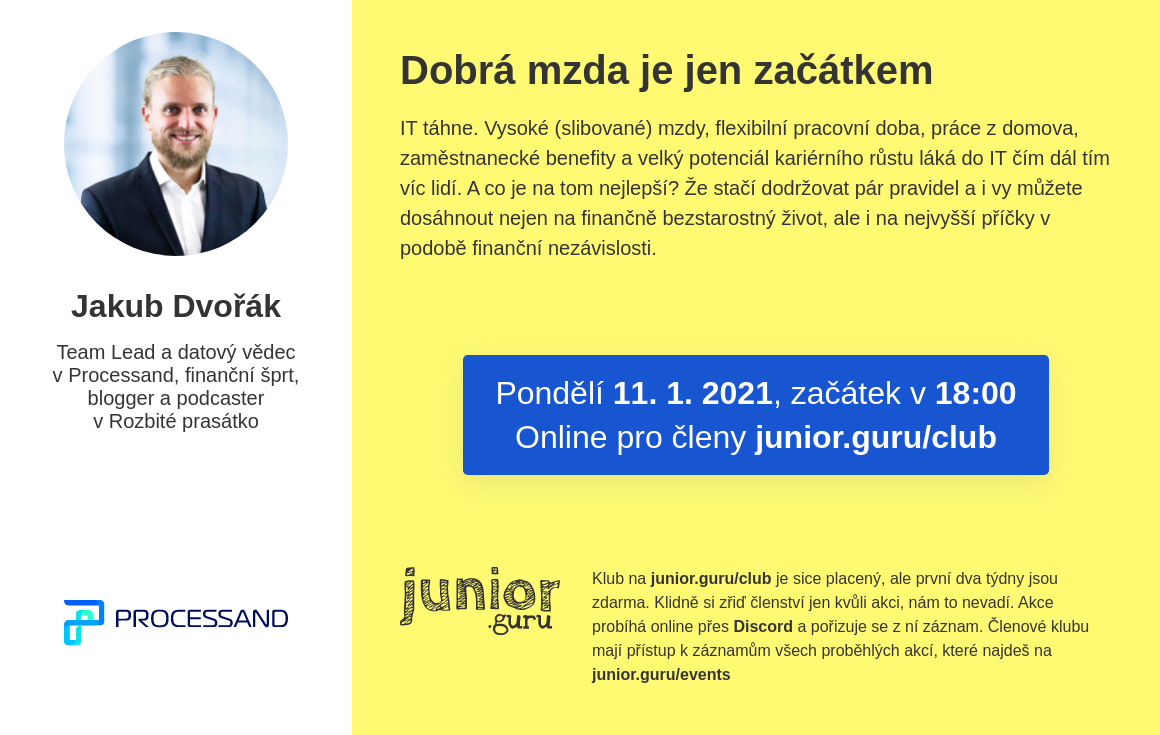 Jakub Dvořák
Team Lead a datový vědec
v Processand, finanční šprt,
blogger a podcaster
v Rozbité prasátko
PROCESSAND
Dobrá mzda je jen začátkem
IT táhne. Vysoké (slibované) mzdy, flexibilní pracovní doba, práce z domova,
zaměstnanecké benefity a velký potenciál kariérního růstu láká do IT čím dál tím
víc lidí. A co je na tom nejlepší? Že stačí dodržovat pár pravidel a i vy můžete
dosáhnout nejen na finančně bezstarostný život, ale i na nejvyšší příčky v
podobě finanční nezávislosti.
Pondělí 11. 1. 2021, začátek v 18:00
Online pro členy junior.guru/club
junior
.guru
Klub na junior.guru/club je sice placený, ale první dva týdny jsou
zdarma. Klidně si zřiď členství jen kvůli akci, nám to nevadí. Akce
probíhá online přes Discord a pořizuje se z ní záznam. Členové klubu
mají přístup k záznamům všech proběhlých akcí, které najdeš na
junior.guru/events